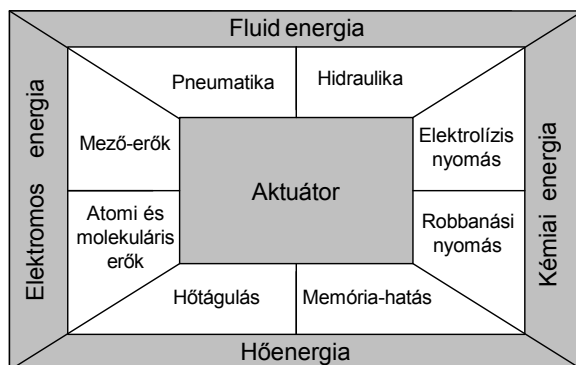 Fluid energia
Pneumatika
Hidraulika
Elektromos energia
Mező-erők
Atomi és
molekuláris
erők
Aktuátor
Elektrolízis
nyomás
Robbanási
nyomás
Kémiai energia
Hőtágulás
Memória-hatás
Hőenergia